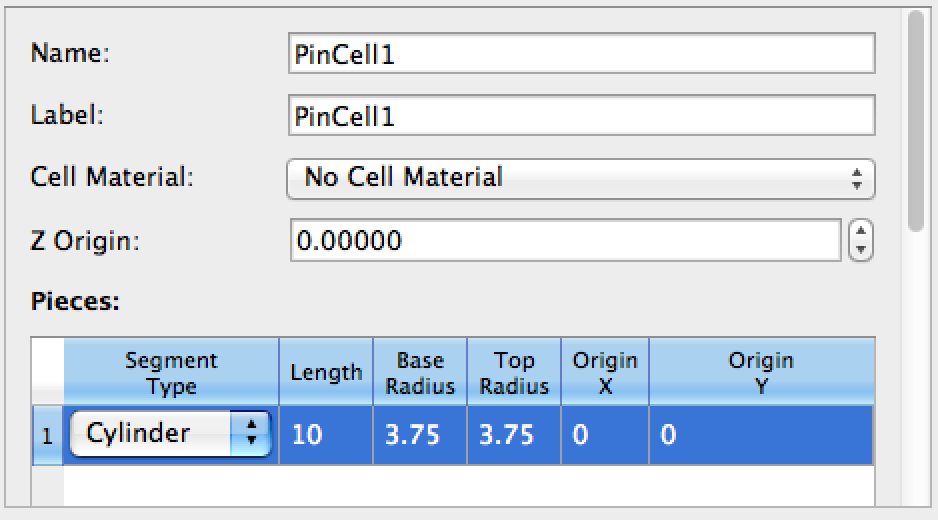 Name: PinCell1
Label: PinCell1
Cell Material: No Cell Material
Z Origin: 0.00000
Pieces:
Segment Type Length Base Radius Top Radius Origin X Origin Y
1 Cylinder 10 3.75 3.75 0 0